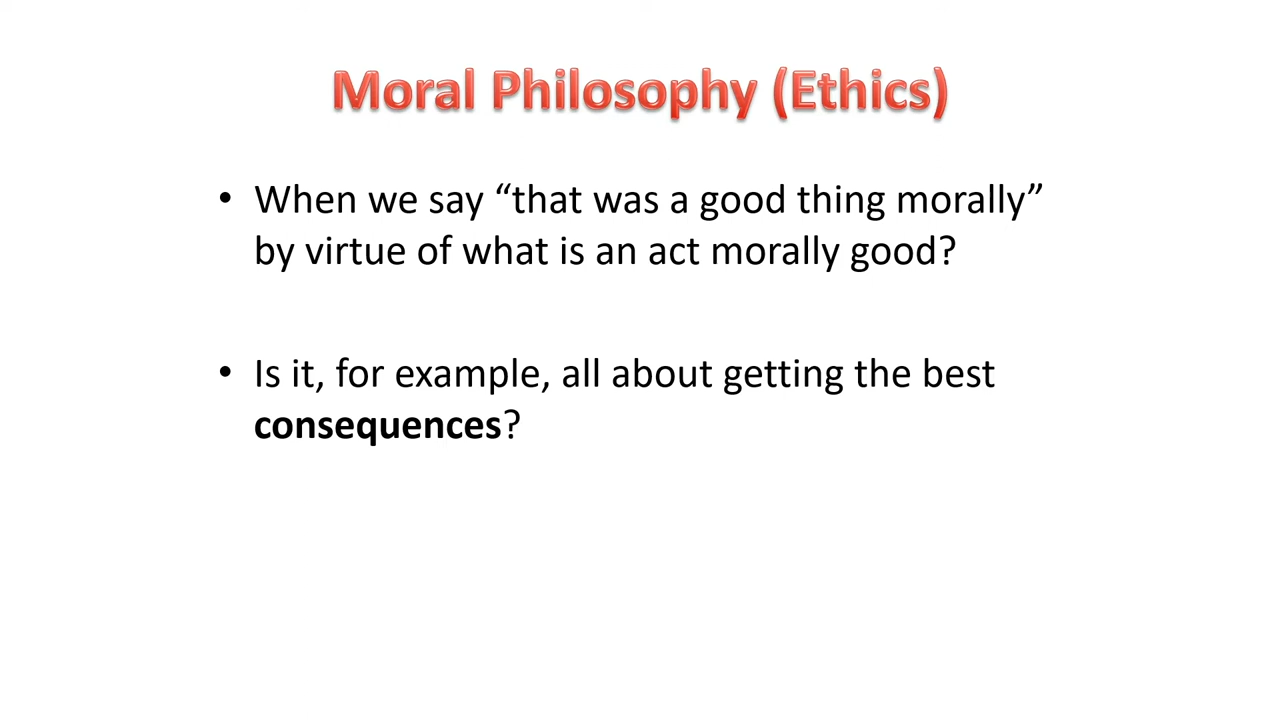 Moral Philosophy (Ethics)
• When we say “that was a good thing morally”
by virtue of what is an act morally good?
• Is it, for example, all about getting the best
consequences?